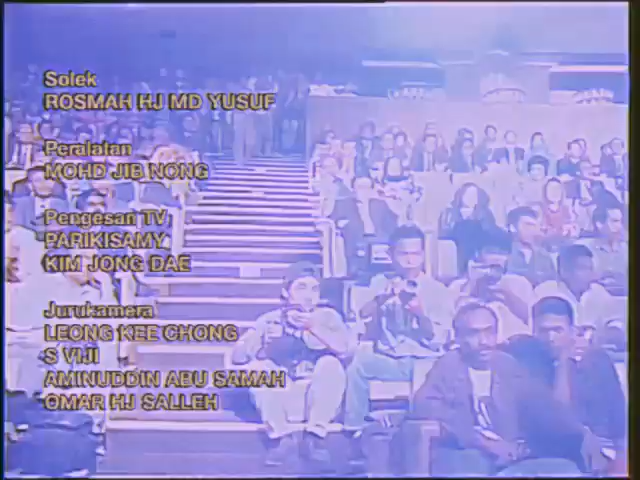 Solek
ROSMAH HJ MD YUSUF
Peralatan
MOHD JIB NONG
Pengesan TV
PARIKISAMY
KIM JONG DAE
Jurukamera
LEONG KEE CHONG
S VIJI
AMINUDDIN ABU SAMAH
OMAR HJ SALLEH